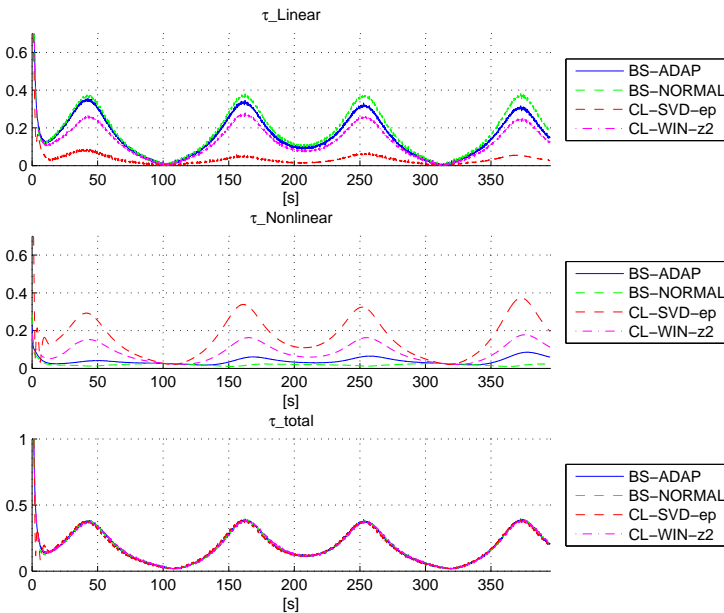 τ_Linear
0.6
0.4
0.2
0
0 50 100 150 200 250 300 350
[s]
BS−ADAP
BS−NORMAL
CL−SVD−ep
CL−WIN−z2
τ_Nonlinear
0.6
0.4
0.2
0
0 50 100 150 200 250 300 350
[s]
BS−ADAP
BS−NORMAL
CL−SVD−ep
CL−WIN−z2
τ_total
1
0.5
0
0 50 100 150 200 250 300 350
[s]
BS−ADAP
BS−NORMAL
CL−SVD−ep
CL−WIN−z2